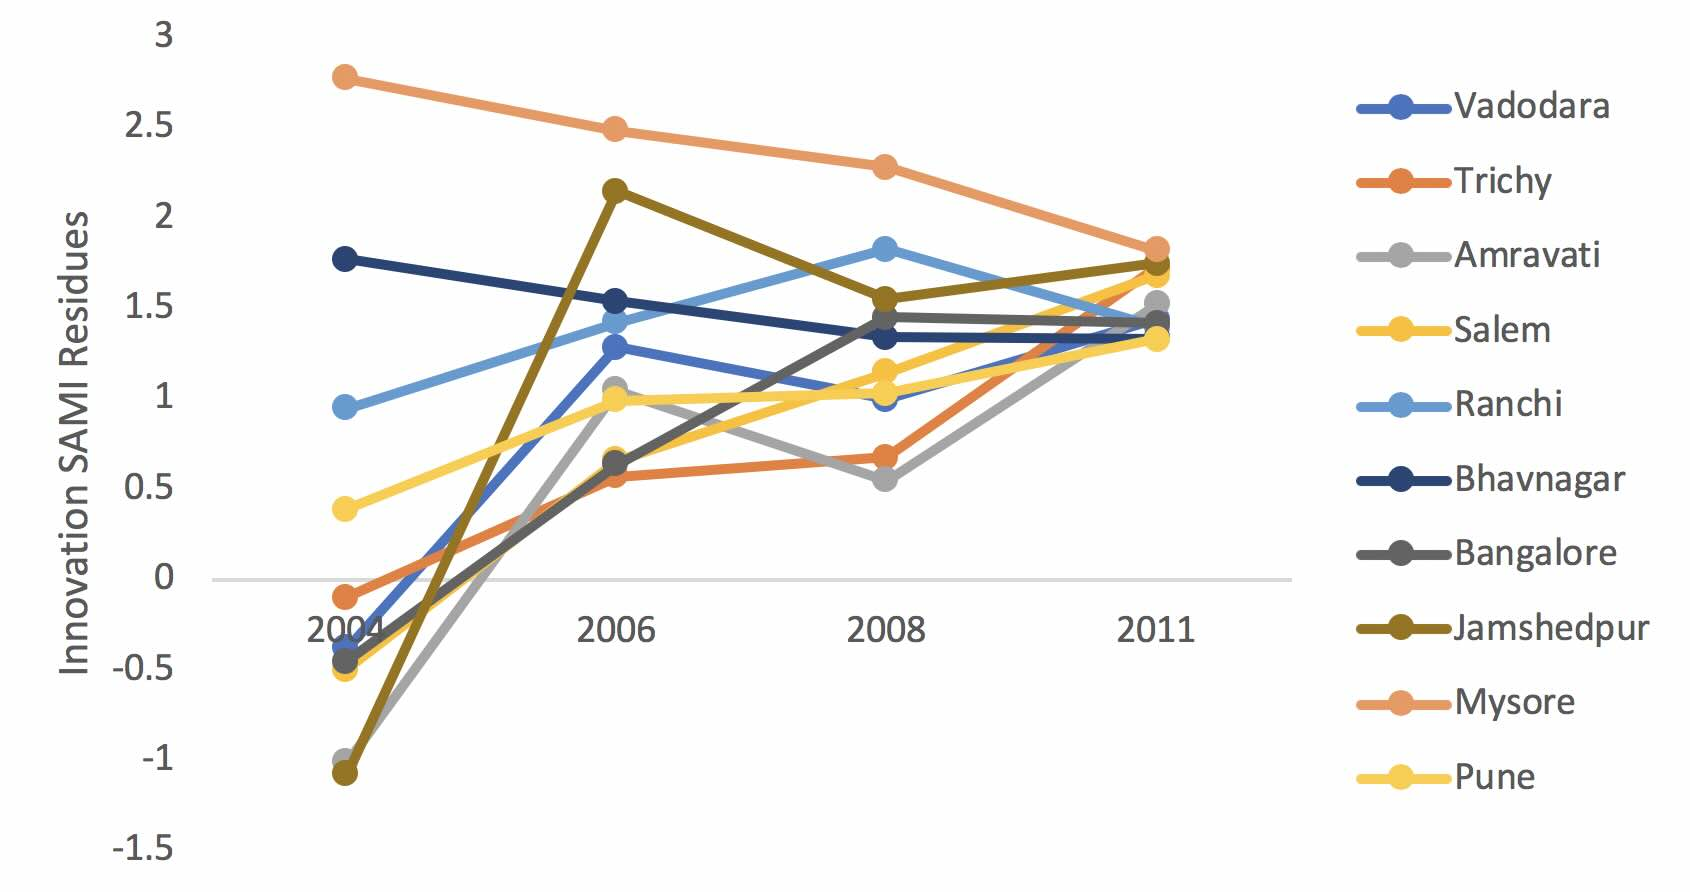 Innovation SAMI Residues
3
2.5
2
1.5
1
0.5
0
-0.5
-1
-1.5
2004 2006 2008 2011
Vadodara
Trichy
Amravati
Salem
Ranchi
Bhavnagar
Bangalore
Jamshedpur
Mysore
Pune